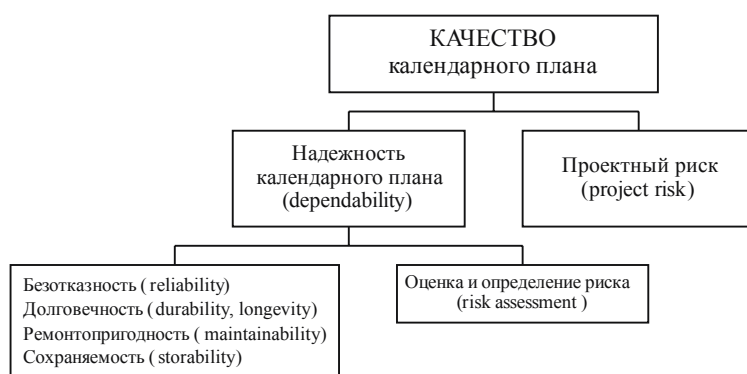 КАЧЕСТВО
календарного плана
Надежность
календарного плана
(dependability)
Проектный риск
(project risk)
Безотказность ( reliability)
Долговечность ( durability, longevity)
Ремонтопригодность ( maintainability)
Сохраняемость ( storability)
Оценка и определение риска
(risk assessment )